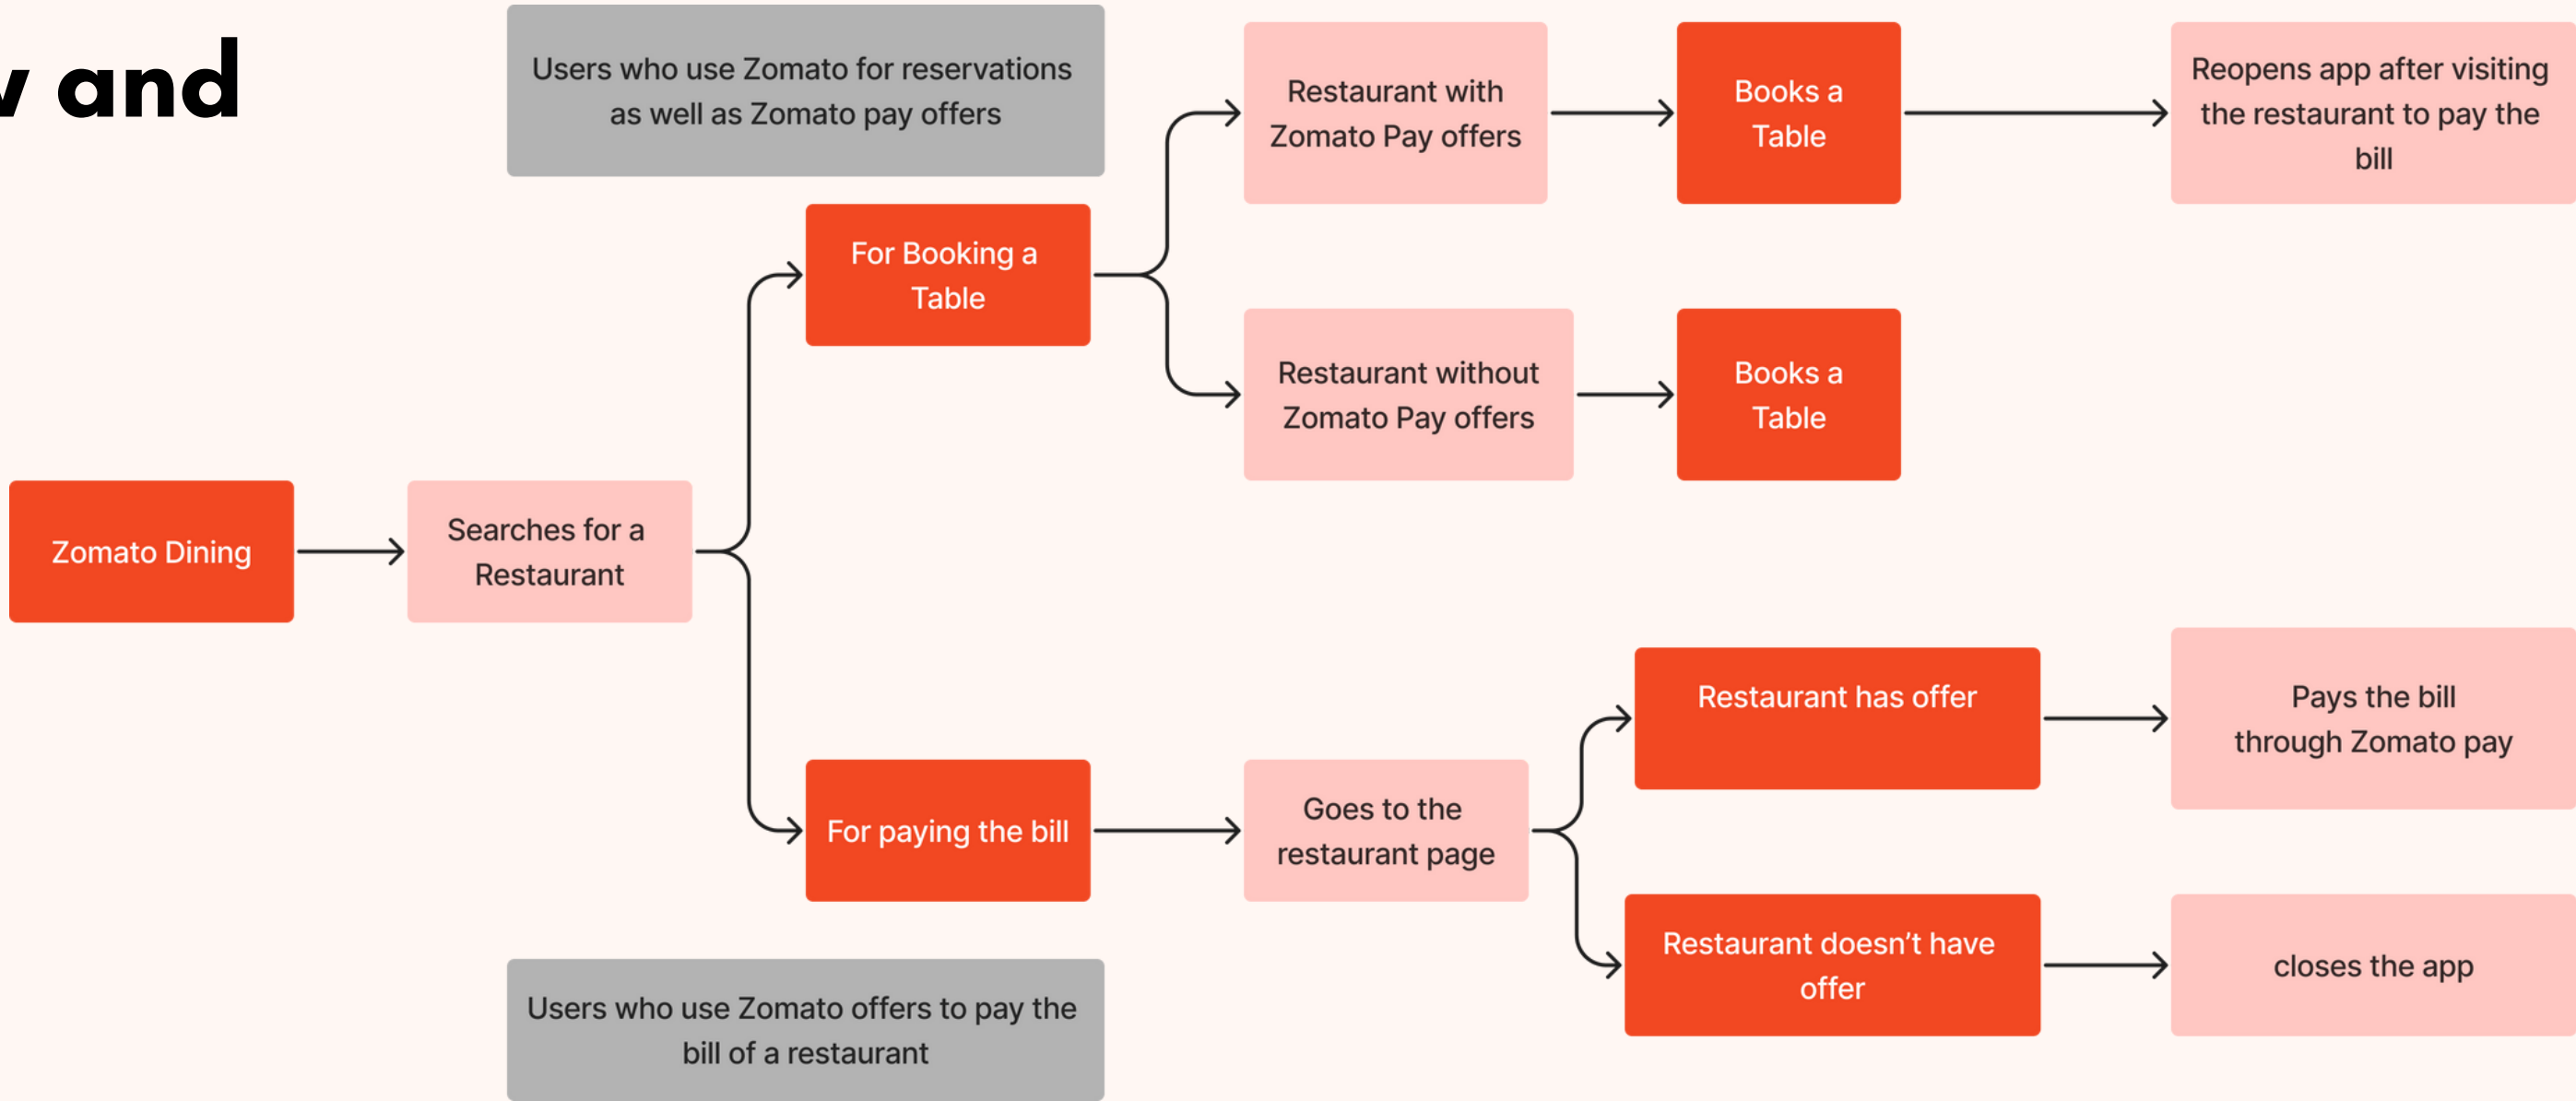 and
Users who use Zomato for reservations
as well as Zomato pay offers
Restaurant with
Zomato Pay offers
Books a
Table
Reopens app after visiting
the restaurant to pay the
bill
For Booking a
Table
Restaurant without
Zomato Pay offers
Books a
Table
Zomato Dining
Searches for a
Restaurant
For paying the bill
Goes to the
restaurant page
Restaurant has offer
Pays the bill
through Zomato pay
Restaurant doesn’t have
offer
closes the app
Users who use Zomato offers to pay the
bill of a restaurant